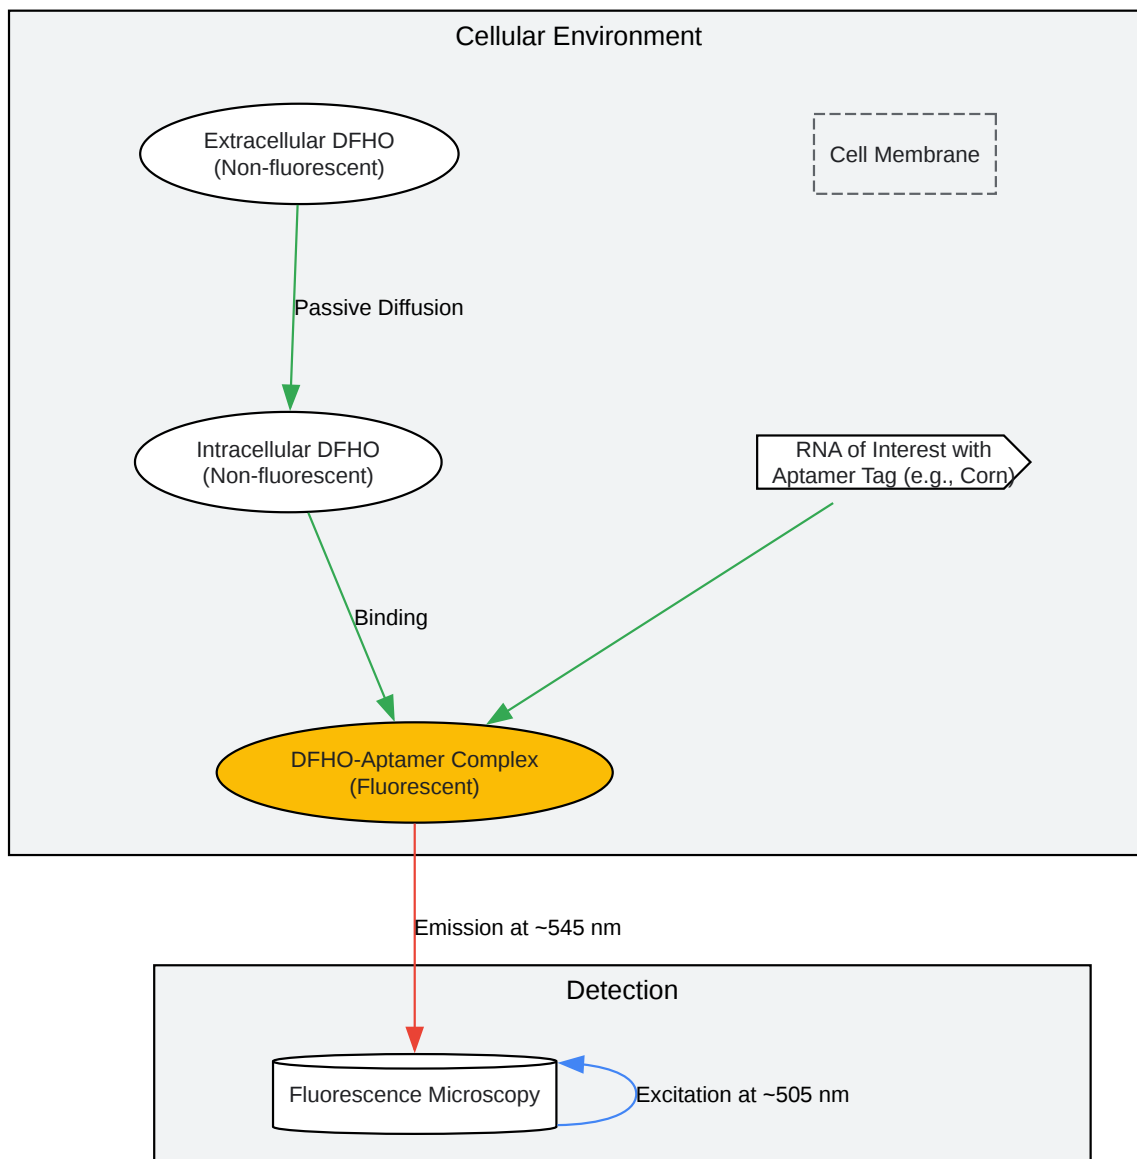 Cellular Environment
Extracellular DFHO
(Non-fluorescent)
Cell Membrane
Passive Diffusion
Intracellular DFHO
(Non-fluorescent)
RNA of Interest with
Aptamer Tag (e.g., Corn)
Binding
DFHO-Aptamer Complex
(Fluorescent)
Emission at ~545 nm
Detection
Fluorescence Microscopy
Excitation at ~505 nm